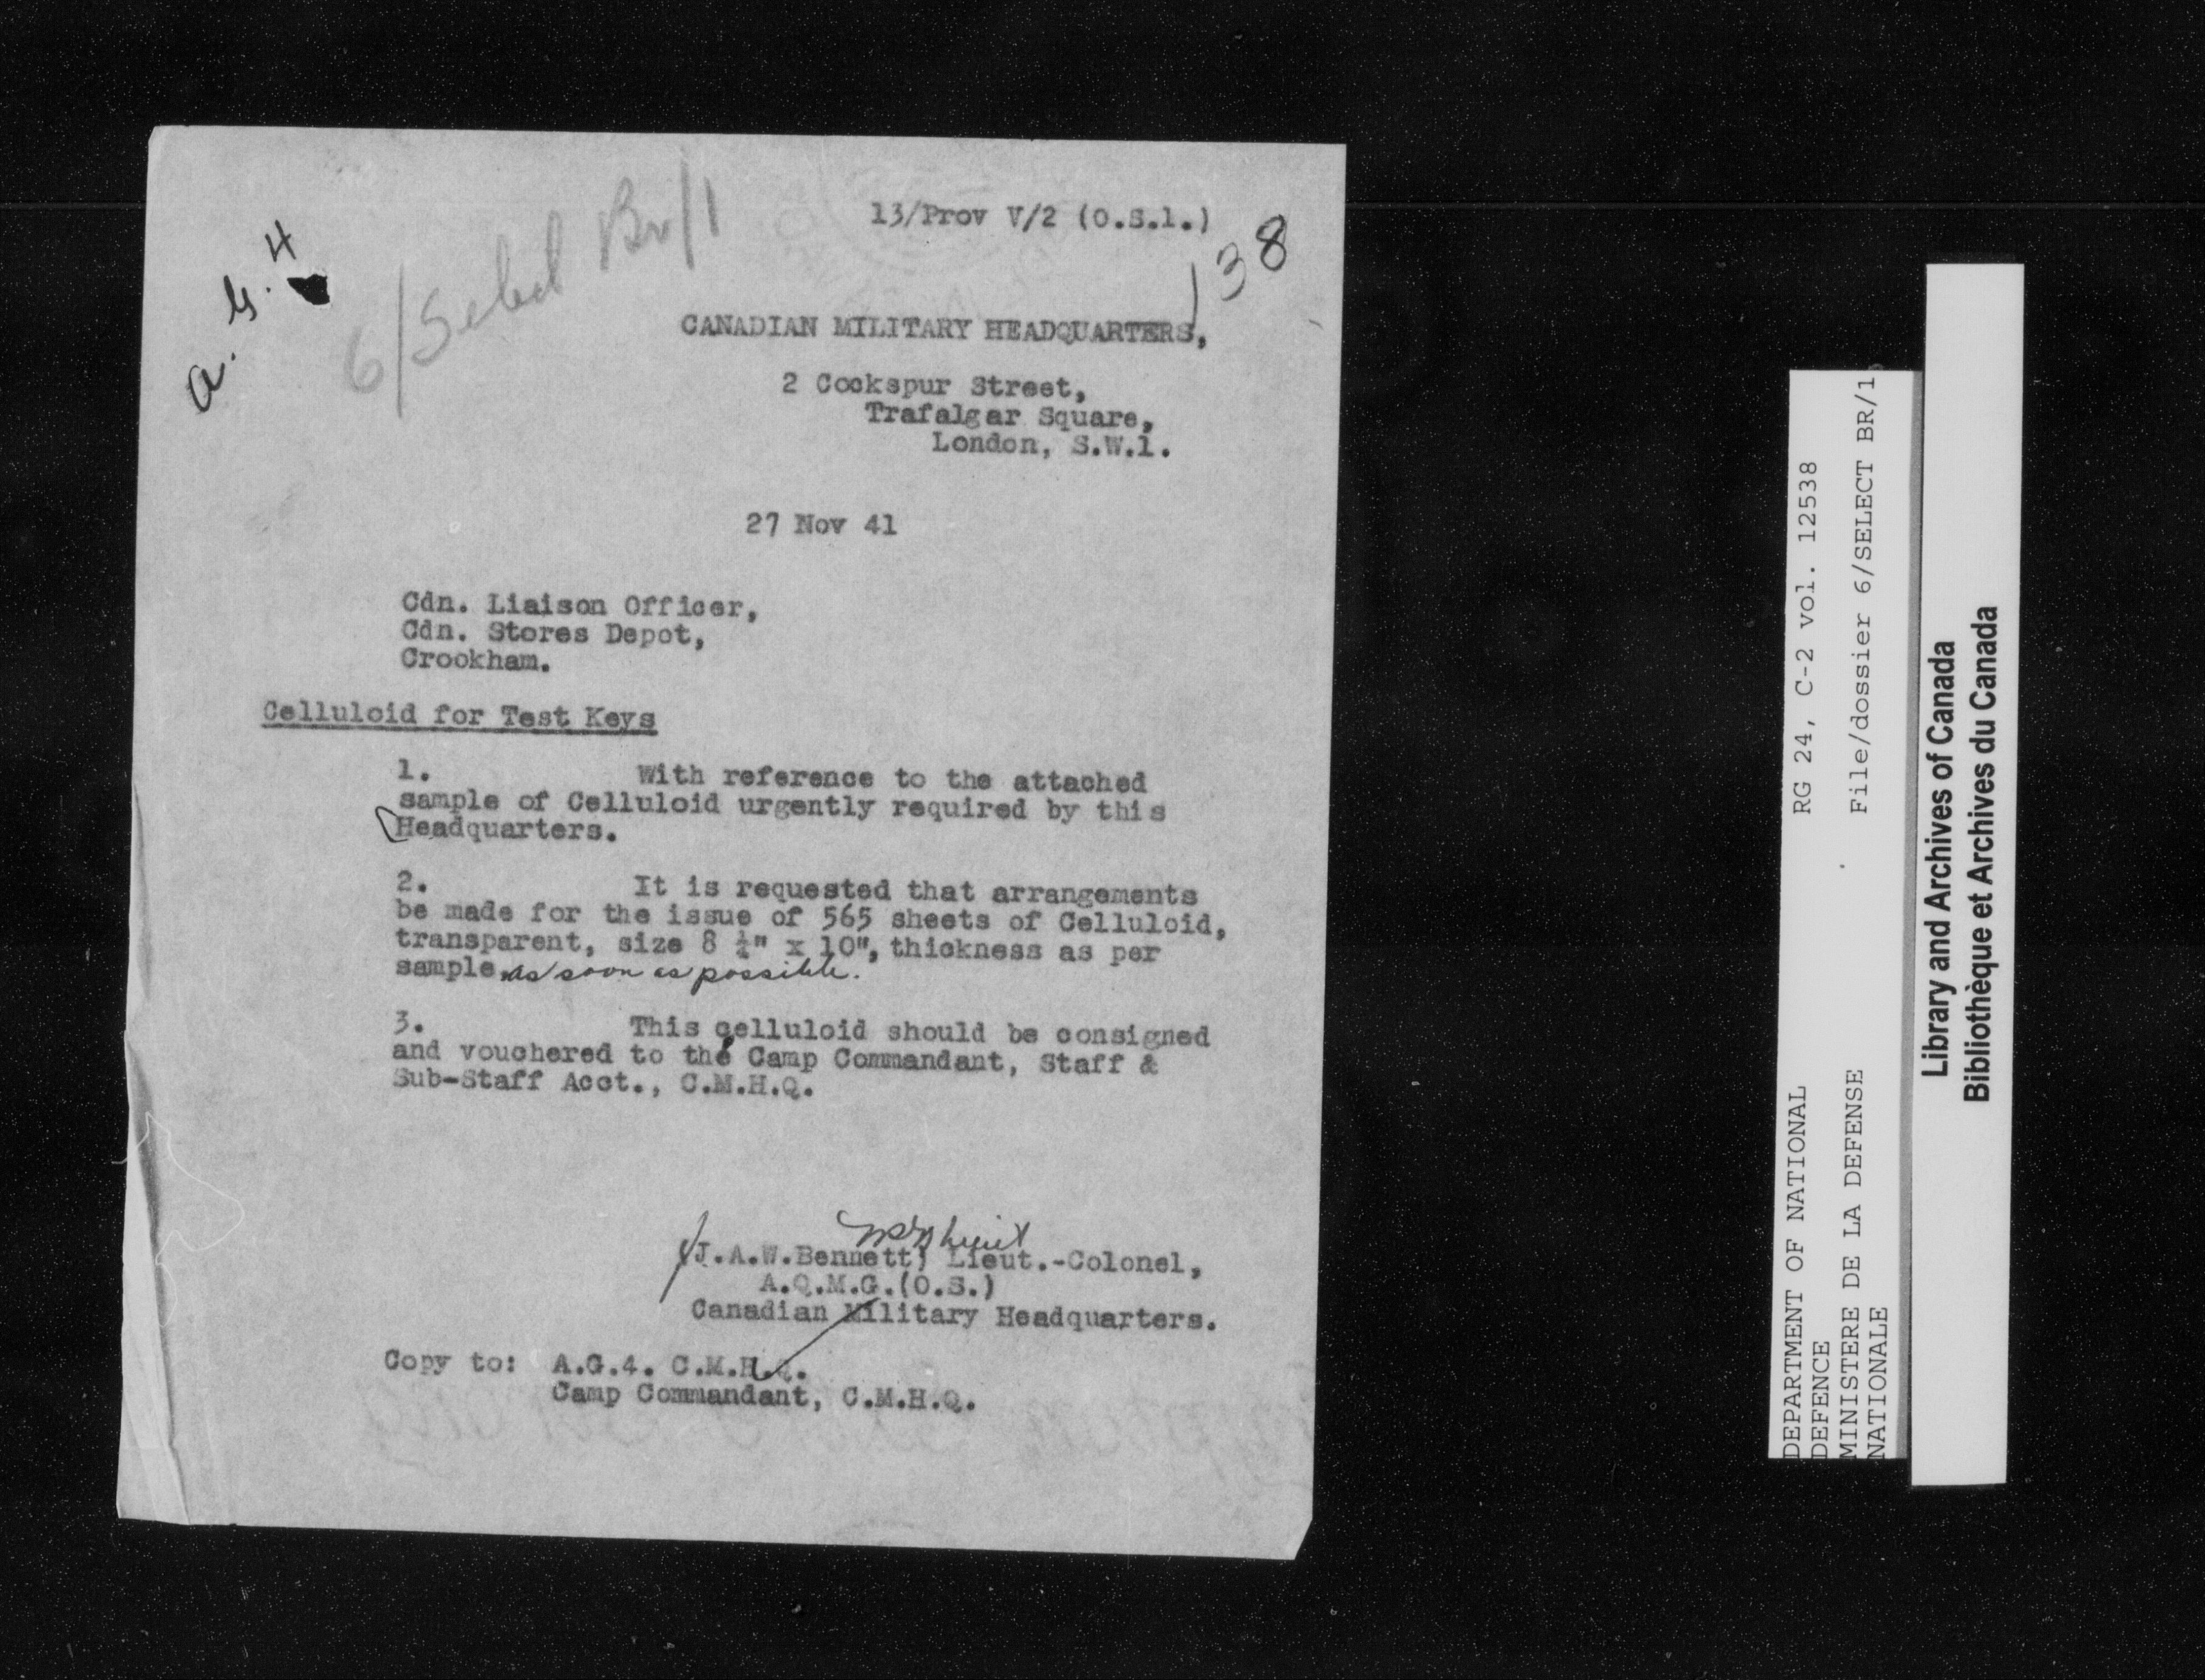 13/Prov V/2 (O.S.1.)
138
a.g.4
6/Select Br/1
CANADIAN MILITARY HEADQUARTERS,
2 Cockspur Street,
Trafalgar Square,
London, S.W.1.
27 Nov 41
Cdn. Liaison Officer,
Cdn. Stores Depot,
Crookham.
Celluloid for Test Keys
1. With reference to the attached
sample of Celluloid urgently required by this
Headquarters.
2. It is requested that arrangements
be made for the issue of 565 sheets of Celluloid,
transparent, size 8 ½" x 10", thickness as per
sample, as soon as possible.
3. This celluloid should be consigned
and vouchered to the Camp Commandant, Staff &
Sub-Staff Acct., C.M.H.Q.
(J.A.W.Bennett) Lieut.-Colonel,
A.Q.M.G.(O.S.)
Canadian Military Headquarters.
Copy to: A.G.4. C.M.H.Q.
Camp Commandant, C.M.H.Q.
DEPARTMENT OF NATIONAL
DEFENCE
MINISTERE DE LA DEFENSE
NATIONALE
RG 24, C-2 vol. 12538
File/dossier 6/SELECT BR/1
Library and Archives of Canada
Bibliothèque et Archives du Canada